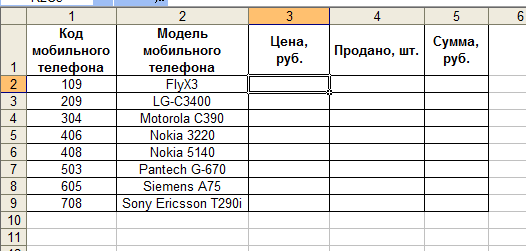 1 2 3 4 5 6
1 Код мобильного телефона Модель мобильного телефона Цена, руб. Продано, шт. Сумма, руб.
2 109 FlyX3
3 209 LG-C3400
4 304 Motorola C390
5 406 Nokia 3220
6 408 Nokia 5140
7 503 Pantech G-670
8 605 Siemens A75
9 708 Sony Ericsson T290i
10
11